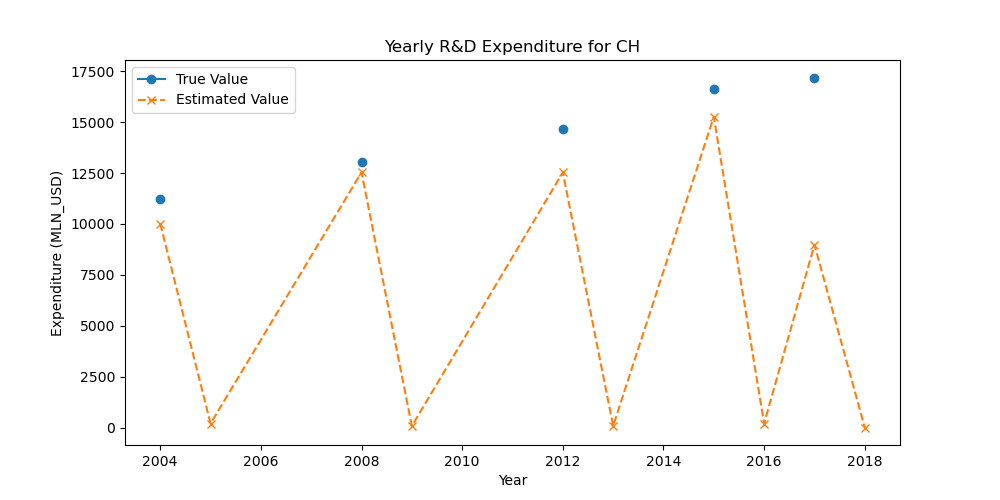 Yearly R&D Expenditure for CH
True Value
Estimated Value
Expenditure (MLN_USD)
17500
15000
12500
10000
7500
5000
2500
0
2004 2006 2008 2010 2012 2014 2016 2018
Year